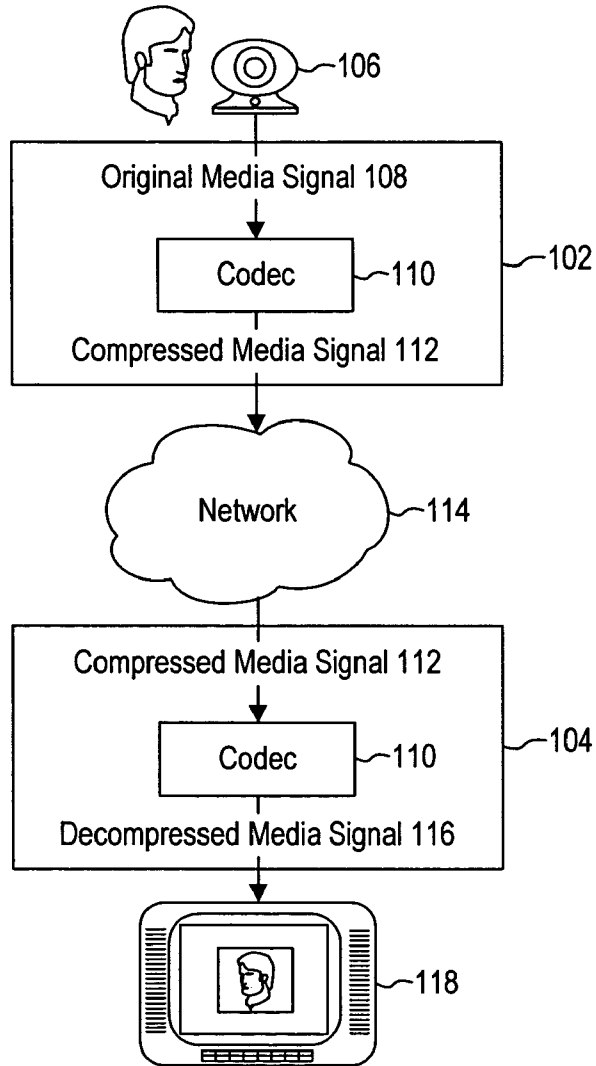 106
Original Media Signal 108
Codec
110
102
Compressed Media Signal 112
Network
114
Compressed Media Signal 112
Codec
110
104
Decompressed Media Signal 116
118